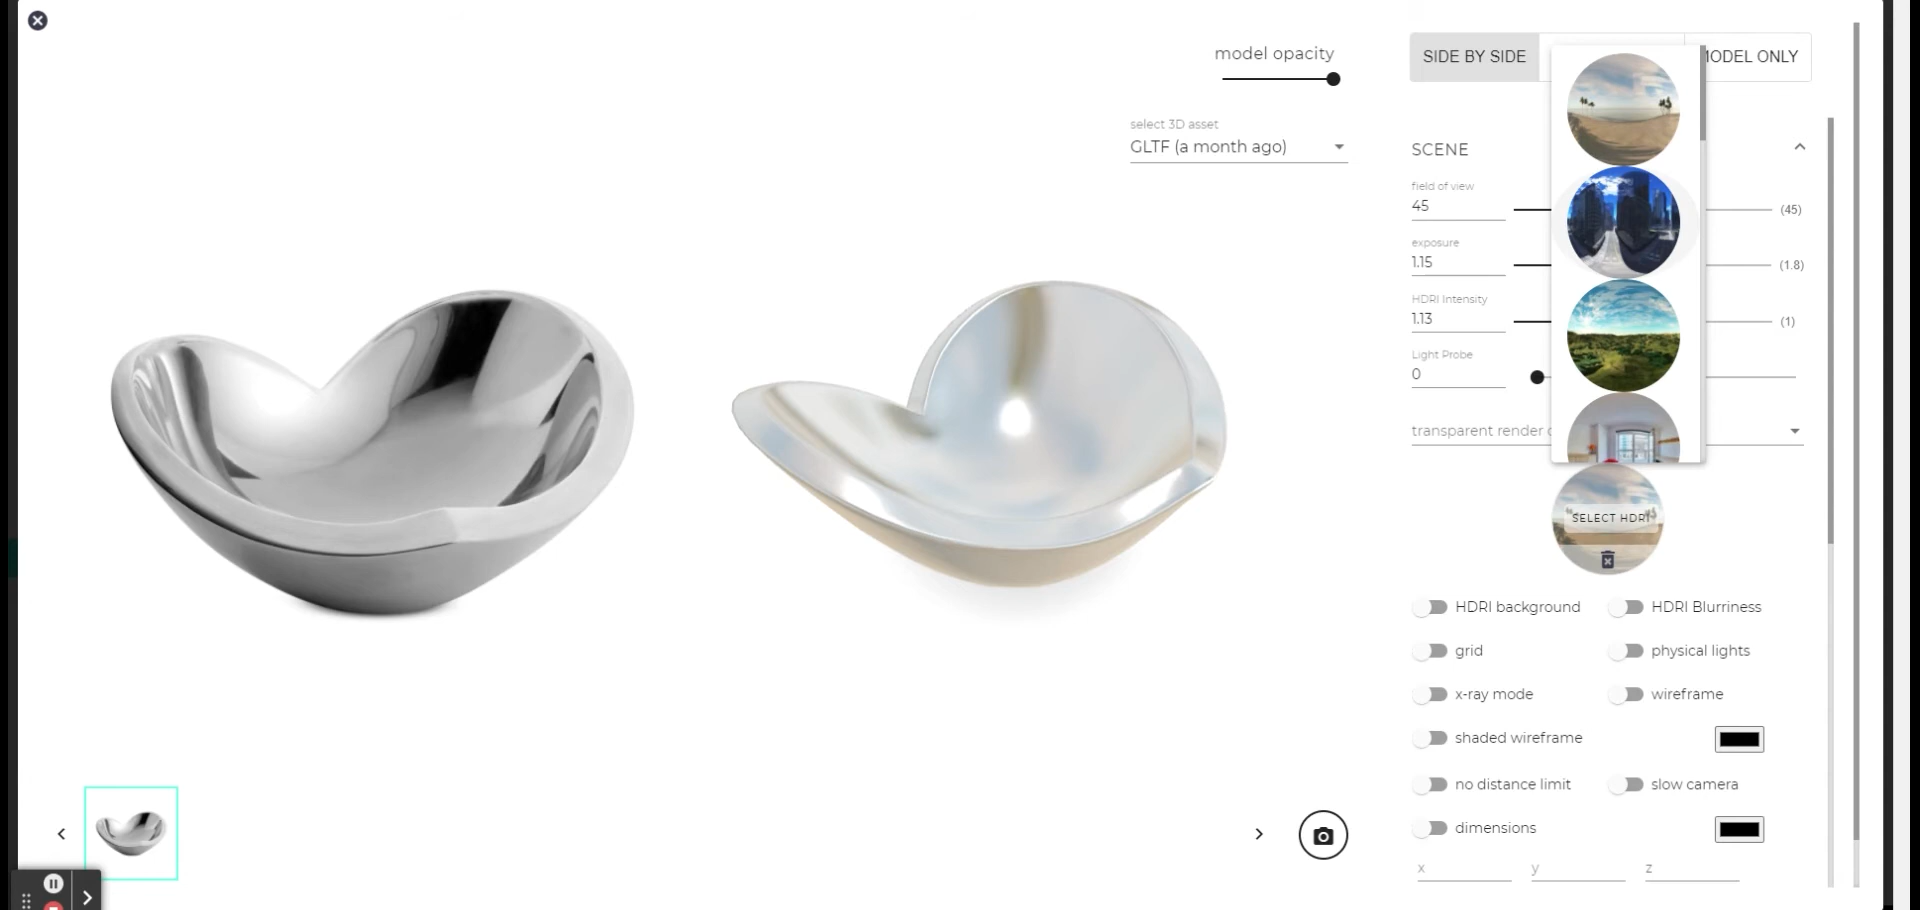 model opacity
select 3D asset
GLTF (a month ago)
SIDE BY SIDE
MODEL ONLY
SCENE
field of view
45
(45)
exposure
1.15
(1.8)
HDRI Intensity
1.13
(1)
Light Probe
0
transparent render
SELECT HDRI
HDRI background
HDRI Blurriness
grid
physical lights
x-ray mode
wireframe
shaded wireframe
no distance limit
slow camera
dimensions
x
y
z